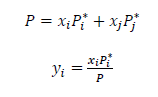 P = x_i P_i^* + x_j P_j^*
y_i = \frac{x_i P_i^*}{P}